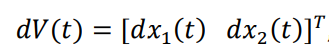 dV(t) = [dx₁(t)  dx₂(t)]ᵀ.